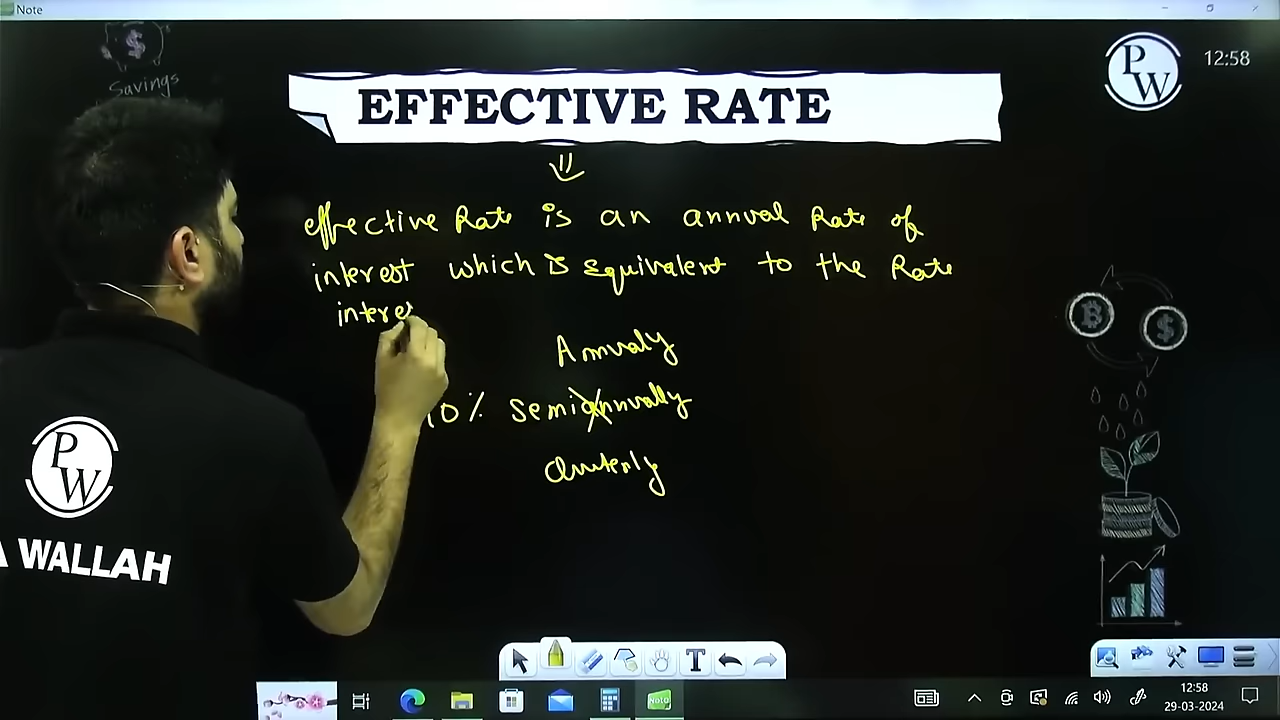 Note
Savings
PW
12:58
EFFECTIVE RATE
effective Rate is an annual Rate of
interest which is equivalent to the Rate
intere
Annualy
10% semiannually
Quterly
PW
A WALLAH
T
12:58
29-03-2024